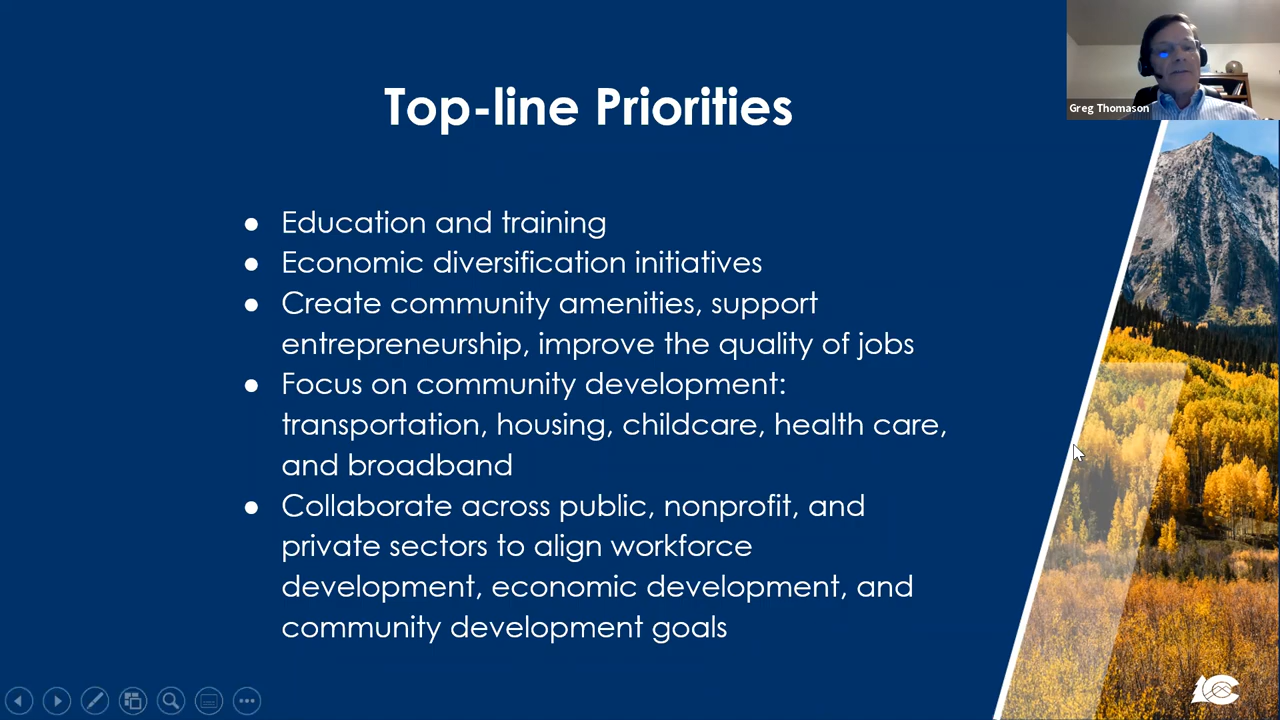 Greg Thomason
Top-line Priorities
● Education and training
● Economic diversification initiatives
● Create community amenities, support
entrepreneurship, improve the quality of jobs
● Focus on community development:
transportation, housing, childcare, health care,
and broadband
● Collaborate across public, nonprofit, and
private sectors to align workforce
development, economic development, and
community development goals